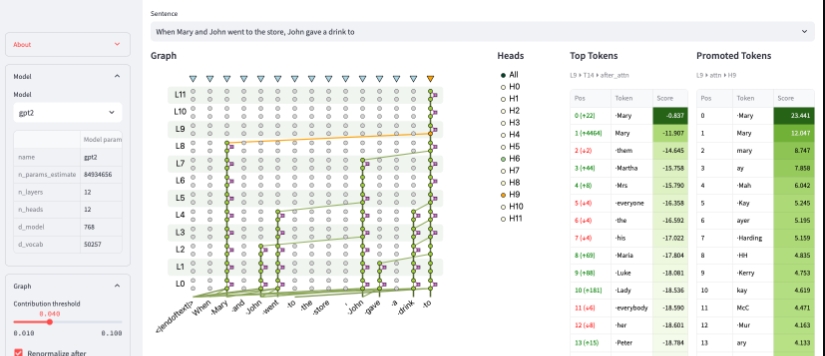 Sentence
When Mary and John went to the store, John gave a drink to
About
Model
Model
gpt2
Model param
name gpt2
n_params_estimate 84934656
n_layers 12
n_heads 12
d_model 768
d_vocab 50257
Graph
Contribution threshold
0.040
0.010 0.100
Renormalize after
Graph
L11
L10
L9
L8
L7
L6
L5
L4
L3
L2
L1
L0
<|endoftext|> When ·Mary ·and ·John ·went ·to ·the ·store , ·John ·gave ·a ·drink ·to
Heads
All
H0
H1
H2
H3
H4
H5
H6
H7
H8
H9
H10
H11
Top Tokens
L9 ▸ T14 ▸ after_attn
Pos Token Score
0 (+22) ·Mary -0.837
1 (+4464) Mary -11.907
2 (↓2) ·them -14.645
3 (+44) ·Martha -15.758
4 (+8) ·Mrs -15.790
5 (↓4) ·everyone -16.358
6 (↓4) ·the -16.592
7 (↓4) ·his -17.022
8 (+69) ·Maria -17.804
9 (+88) ·Luke -18.081
10 (+181) ·Lady -18.536
11 (↓6) ·everybody -18.590
12 (↓8) ·her -18.601
13 (+15) ·Peter -18.784
Promoted Tokens
L9 ▸ attn ▸ H9
Pos Token Score
0 ·Mary 23.441
1 Mary 12.047
2 mary 8.747
3 ·ay 7.858
4 ·Mah 6.042
5 ·Kay 5.245
6 ayer 5.195
7 ·Harding 5.159
8 ·HH 4.835
9 ·Kerry 4.753
10 kay 4.619
11 McC 4.471
12 ·Mur 4.163
13 ary 4.133